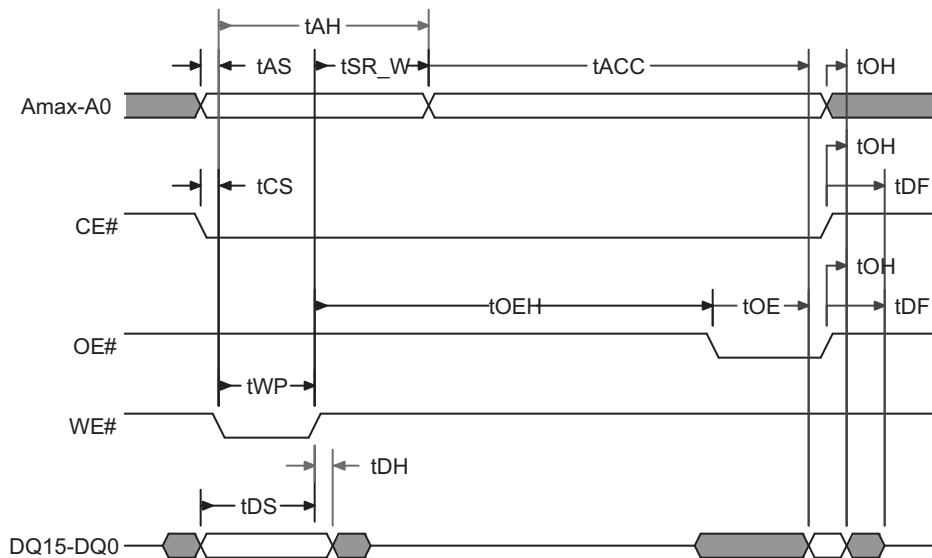 tAH
tAS tSR_W tACC tOH
Amax-A0
tOH
tCS tDF
CE#
tOH
tOEH tOE tDF
OE#
tWP
WE#
tDH
tDS
DQ15-DQ0